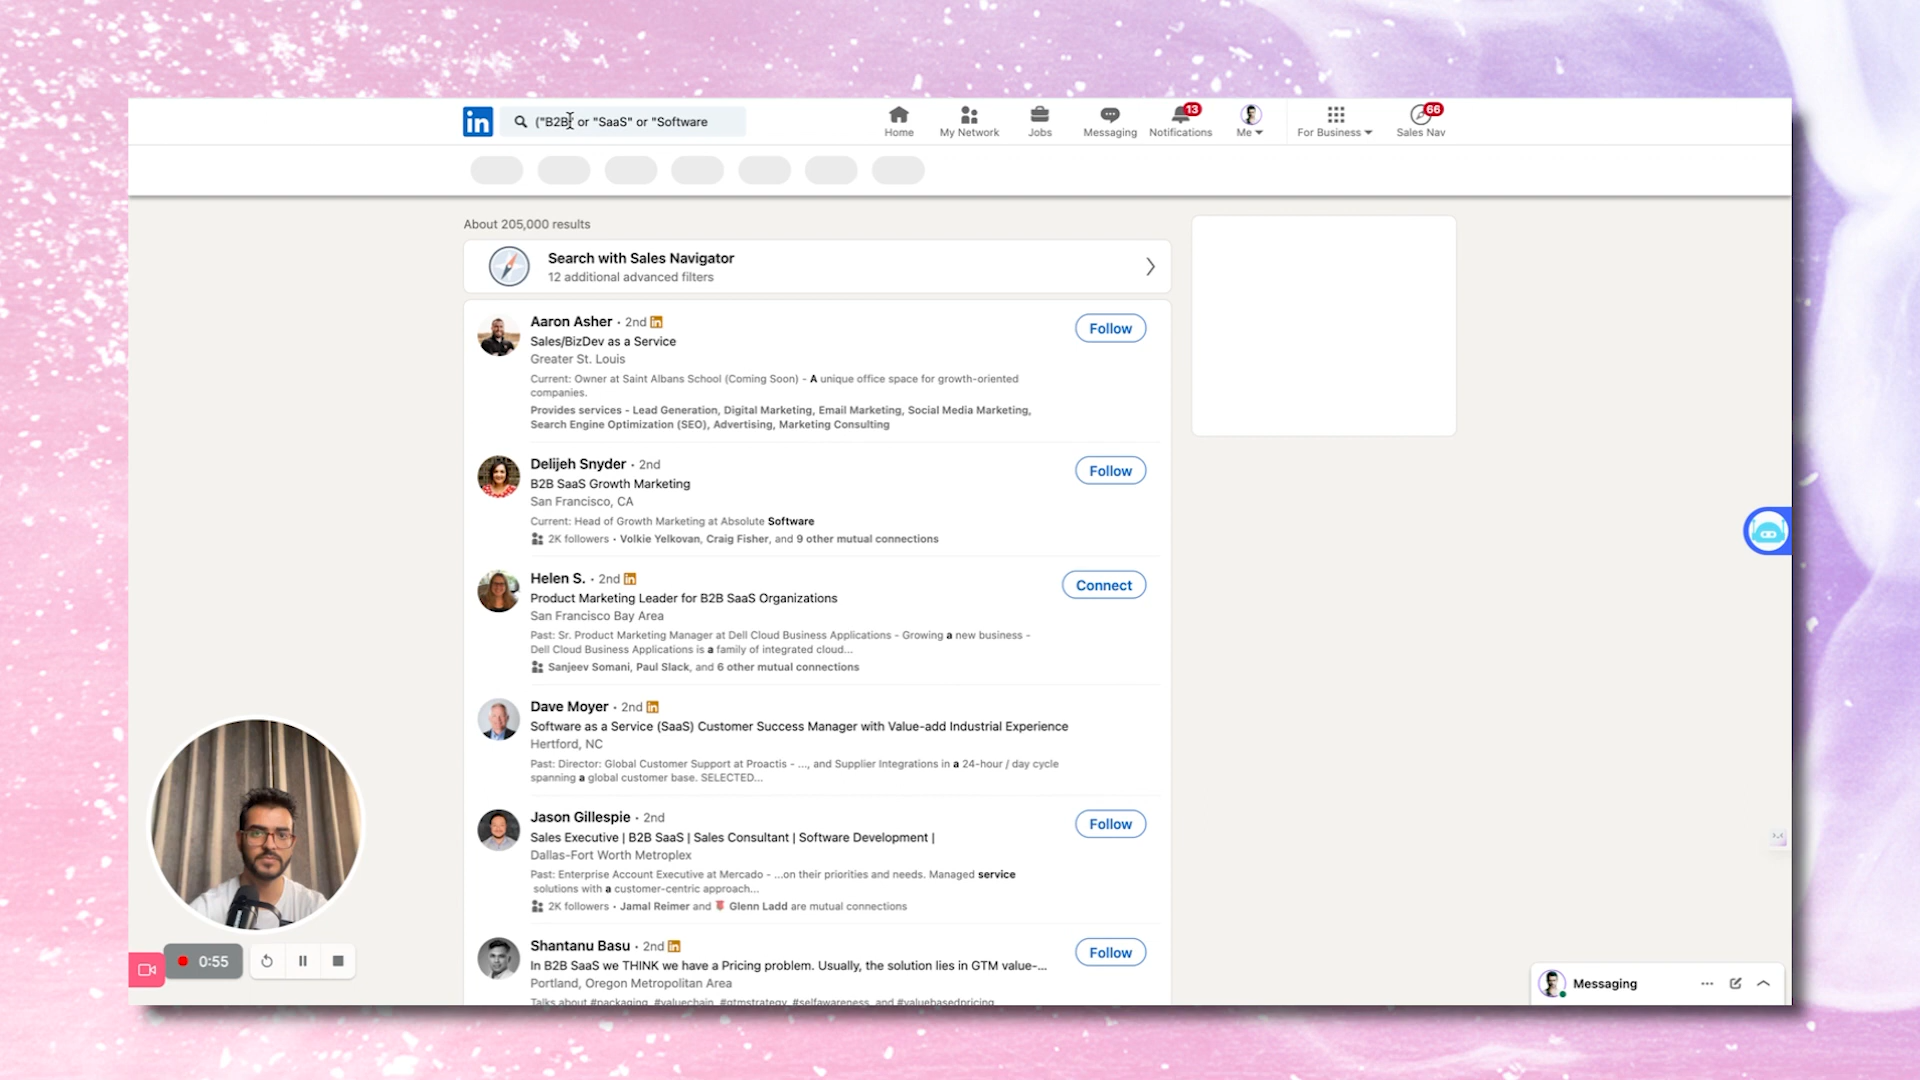 in
("B2B" or "SaaS" or "Software
Home
My Network
Jobs
Messaging
13
Notifications
Me
For Business
66
Sales Nav
About 205,000 results
Search with Sales Navigator
12 additional advanced filters
Aaron Asher • 2nd in
Follow
Sales/BizDev as a Service
Greater St. Louis
Current: Owner at Saint Albans School (Coming Soon) - A unique office space for growth-oriented
companies.
Provides services - Lead Generation, Digital Marketing, Email Marketing, Social Media Marketing,
Search Engine Optimization (SEO), Advertising, Marketing Consulting
Delijeh Snyder • 2nd
Follow
B2B SaaS Growth Marketing
San Francisco, CA
Current: Head of Growth Marketing at Absolute Software
2K followers • Volkie Yelkovan, Craig Fisher, and 9 other mutual connections
Helen S. • 2nd in
Connect
Product Marketing Leader for B2B SaaS Organizations
San Francisco Bay Area
Past: Sr. Product Marketing Manager at Dell Cloud Business Applications - Growing a new business -
Dell Cloud Business Applications is a family of integrated cloud...
Sanjeev Somani, Paul Slack, and 6 other mutual connections
Dave Moyer • 2nd in
Software as a Service (SaaS) Customer Success Manager with Value-add Industrial Experience
Hertford, NC
Past: Director: Global Customer Support at Proactis - ..., and Supplier Integrations in a 24-hour / day cycle
spanning a global customer base. SELECTED...
Jason Gillespie • 2nd
Follow
Sales Executive | B2B SaaS | Sales Consultant | Software Development |
Dallas-Fort Worth Metroplex
Past: Enterprise Account Executive at Mercado - ...on their priorities and needs. Managed service
solutions with a customer-centric approach...
2K followers • Jamal Reimer and Glenn Ladd are mutual connections
Shantanu Basu • 2nd in
Follow
In B2B SaaS we THINK we have a Pricing problem. Usually, the solution lies in GTM value-...
Portland, Oregon Metropolitan Area
Talks about #packaging, #valuechain, #gtmstrategy, #selfawareness, and #valuebasedpricing
0:55
Messaging